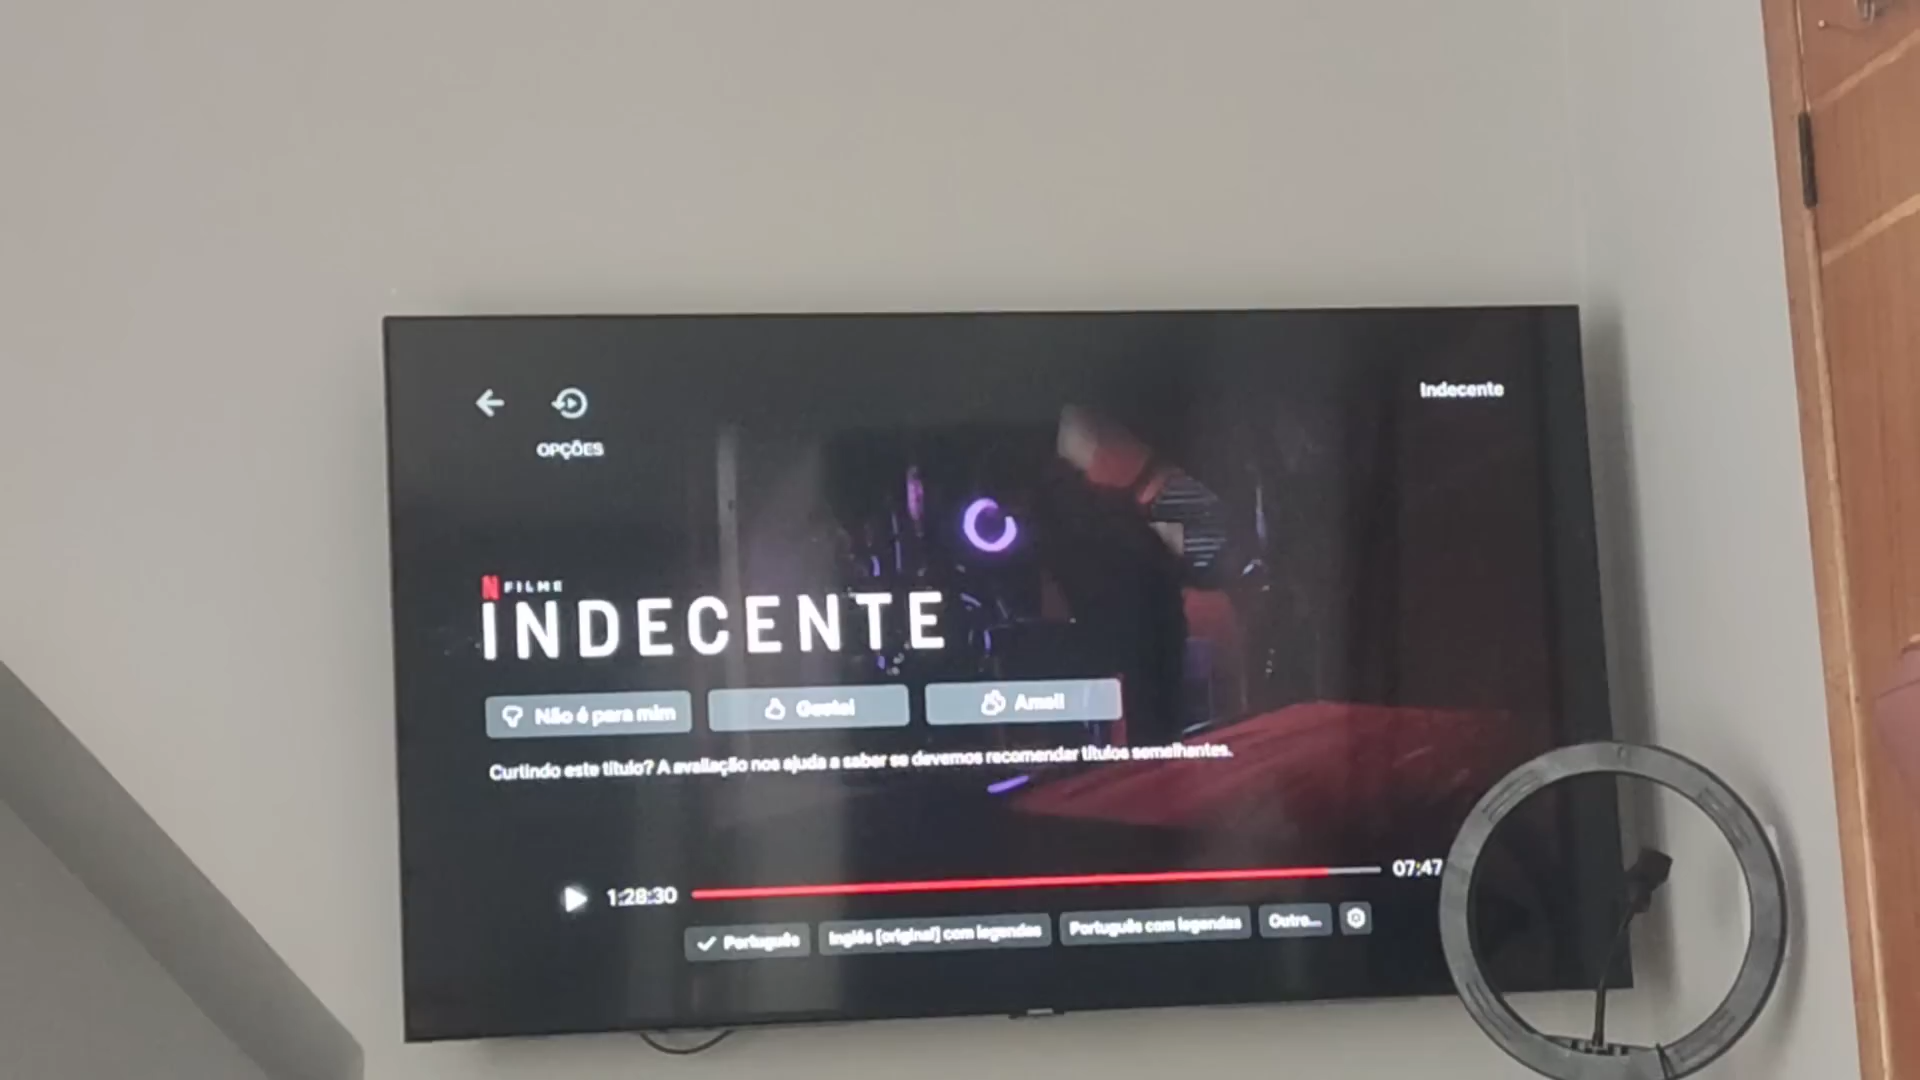 Indecente
OPÇÕES
N FILME
INDECENTE
Não é para mim
Gostei
Amei!
Curtindo este título? A avaliação nos ajuda a saber se devemos recomendar títulos semelhantes.
1:28:30
07:47
Português
Inglês [original] com legendas
Português com legendas
Outro...